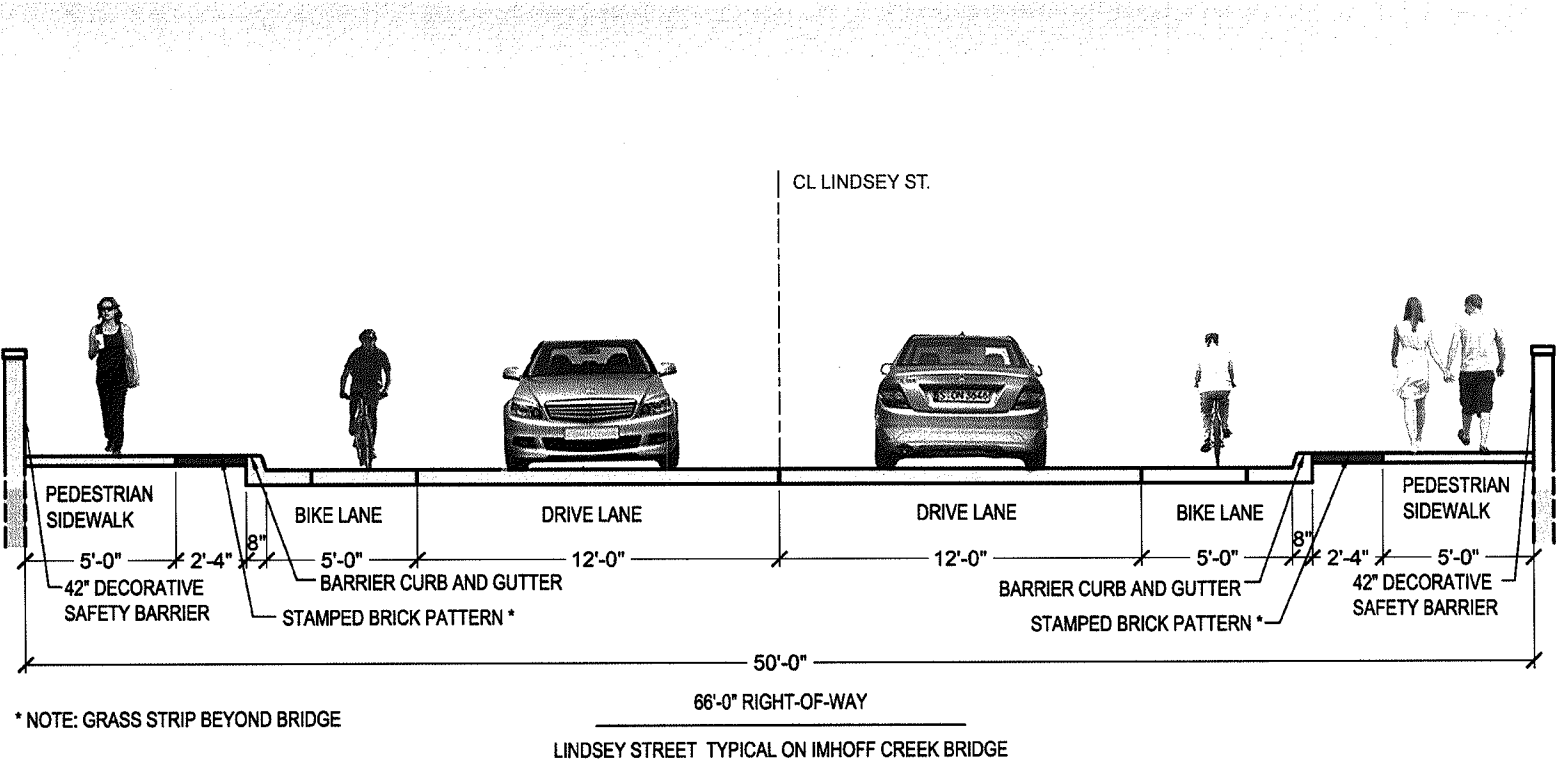 CL LINDSEY ST.
PEDESTRIAN
SIDEWALK
BIKE LANE
DRIVE LANE
DRIVE LANE
BIKE LANE
PEDESTRIAN
SIDEWALK
5'-0"
2'-4"
8"
5'-0"
12'-0"
12'-0"
5'-0"
8"
2'-4"
5'-0"
42" DECORATIVE
SAFETY BARRIER
BARRIER CURB AND GUTTER
STAMPED BRICK PATTERN *
BARRIER CURB AND GUTTER
STAMPED BRICK PATTERN *
42" DECORATIVE
SAFETY BARRIER
50'-0"
66'-0" RIGHT-OF-WAY
* NOTE: GRASS STRIP BEYOND BRIDGE
LINDSEY STREET TYPICAL ON IMHOFF CREEK BRIDGE